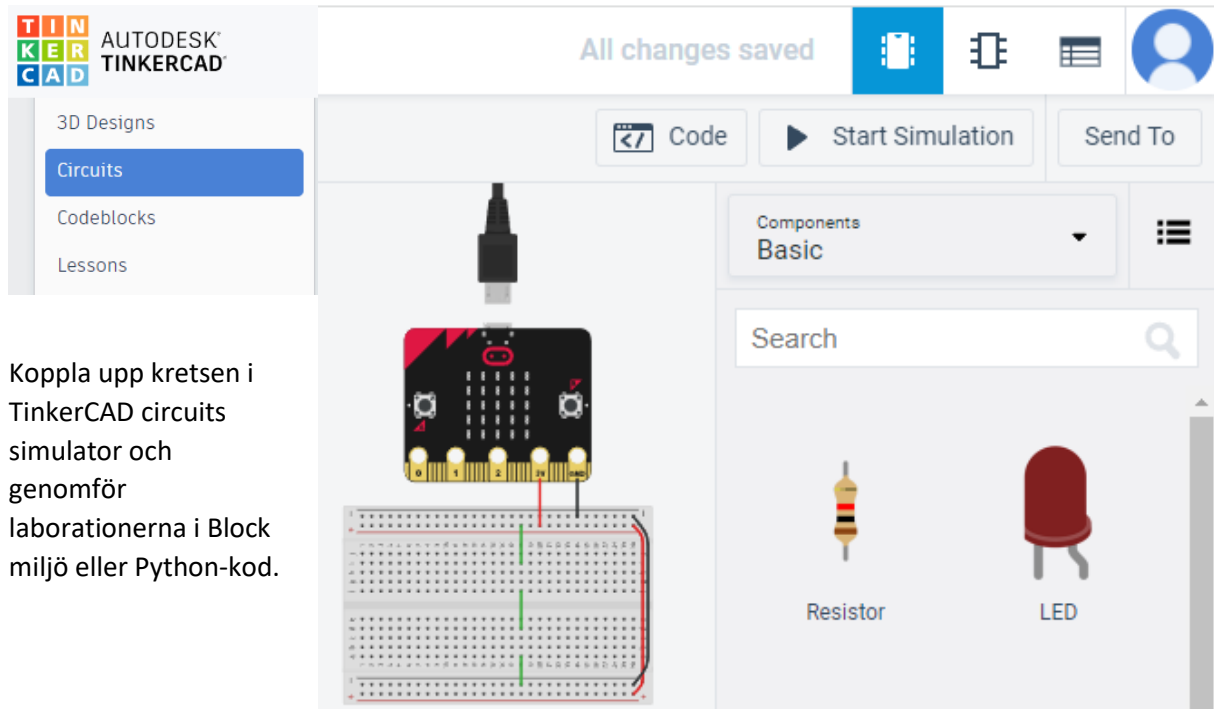 TIN
KER
CAD
AUTODESK®
TINKERCAD®
3D Designs
Circuits
Codeblocks
Lessons
All changes saved
Code
Start Simulation
Send To
Components
Basic
Search
0 1 2 3V GND
Resistor
LED
Koppla upp kretsen i
TinkerCAD circuits
simulator och
genomför
laborationerna i Block
miljö eller Python-kod.